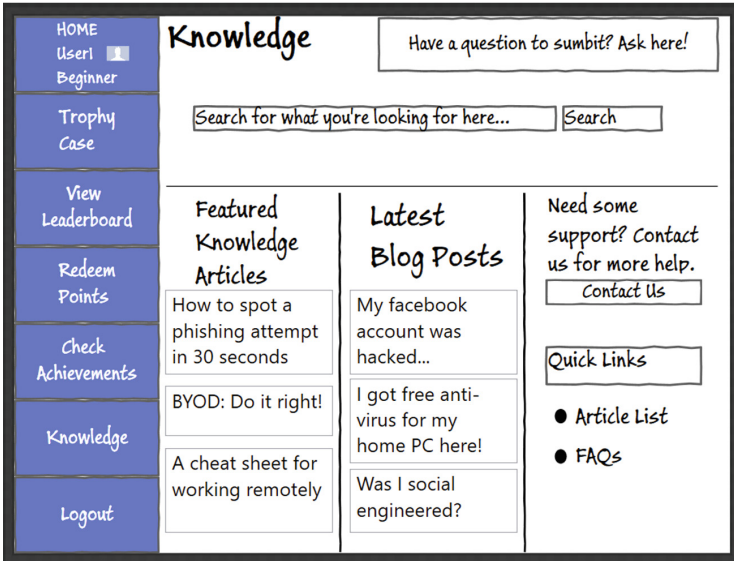 HOME
User1
Beginner
Trophy
Case
View
Leaderboard
Redeem
Points
Check
Achievements
Knowledge
Logout
Knowledge
Have a question to sumbit? Ask here!
Search for what you're looking for here...
Search
Featured
Knowledge
Articles
How to spot a
phishing attempt
in 30 seconds
BYOD: Do it right!
A cheat sheet for
working remotely
Latest
Blog Posts
My facebook
account was
hacked...
I got free anti-
virus for my
home PC here!
Was I social
engineered?
Need some
support? Contact
us for more help.
Contact Us
Quick Links
Article List
FAQs